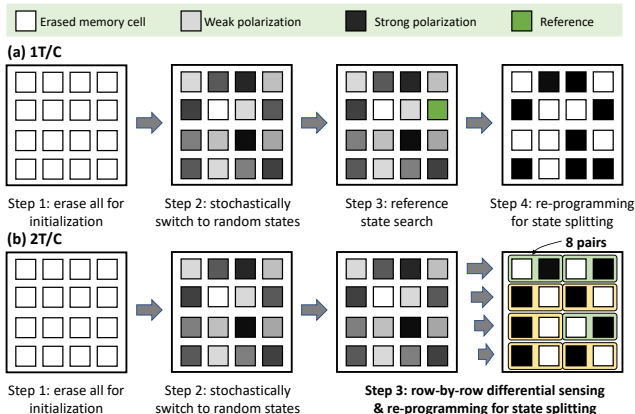 Erased memory cell Weak polarization Strong polarization Reference
(a) 1T/C
Step 1: erase all for
initialization
Step 2: stochastically
switch to random states
Step 3: reference
state search
Step 4: re-programming
for state splitting
(b) 2T/C
8 pairs
Step 1: erase all for
initialization
Step 2: stochastically
switch to random states
Step 3: row-by-row differential sensing
& re-programming for state splitting